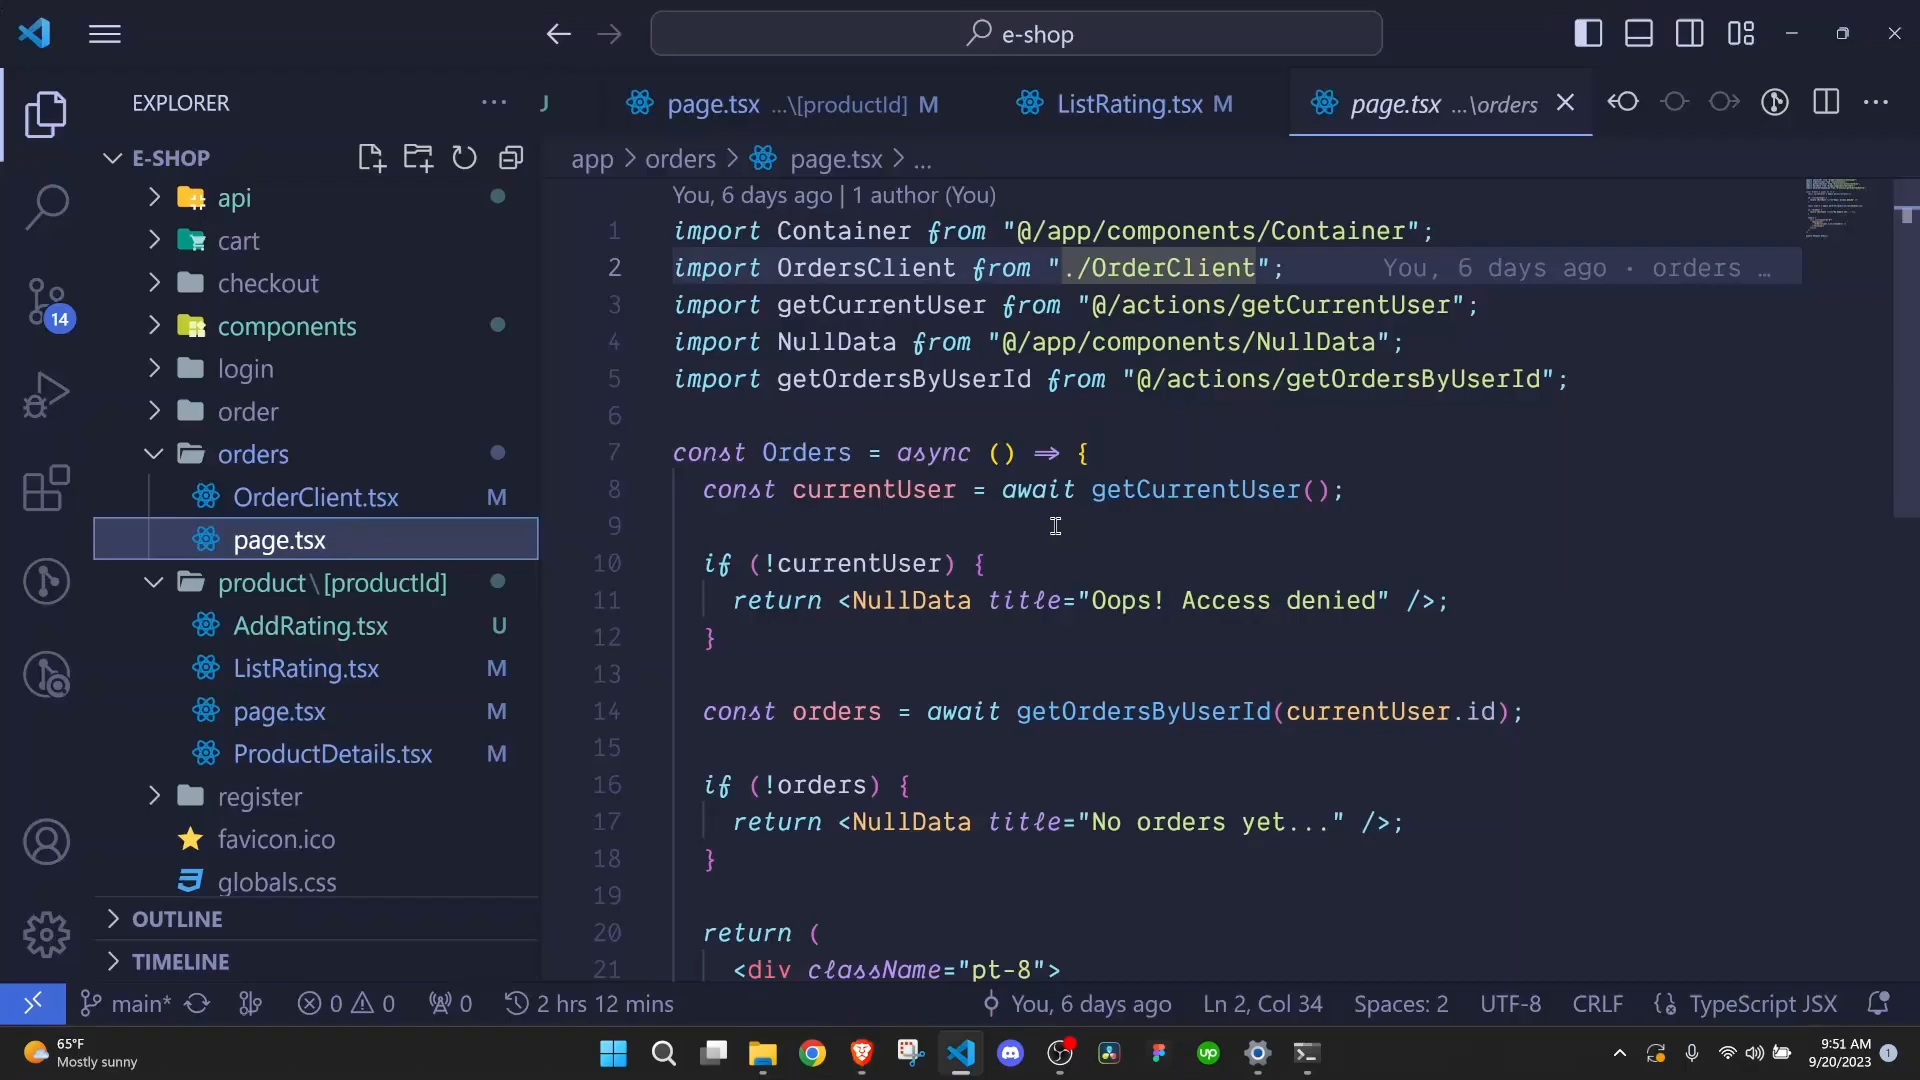 e-shop
EXPLORER
E-SHOP
api
cart
checkout
components
login
order
orders
OrderClient.tsx M
page.tsx
product\[productId]
AddRating.tsx U
ListRating.tsx M
page.tsx M
ProductDetails.tsx M
register
favicon.ico
globals.css
OUTLINE
TIMELINE
14
page.tsx ...\[productId] M
ListRating.tsx M
page.tsx ...\orders
app > orders > page.tsx > ...
You, 6 days ago | 1 author (You)
1 import Container from "@/app/components/Container";
2 import OrdersClient from "./OrderClient"; You, 6 days ago • orders …
3 import getCurrentUser from "@/actions/getCurrentUser";
4 import NullData from "@/app/components/NullData";
5 import getOrdersByUserId from "@/actions/getOrdersByUserId";
6
7 const Orders = async () => {
8 const currentUser = await getCurrentUser();
9
10 if (!currentUser) {
11 return <NullData title="Oops! Access denied" />;
12 }
13
14 const orders = await getOrdersByUserId(currentUser.id);
15
16 if (!orders) {
17 return <NullData title="No orders yet..." />;
18 }
19
20 return (
21 <div className="pt-8">
main* 0 0 0 2 hrs 12 mins You, 6 days ago Ln 2, Col 34 Spaces: 2 UTF-8 CRLF TypeScript JSX
65°F
Mostly sunny
up
9:51 AM
9/20/2023
1